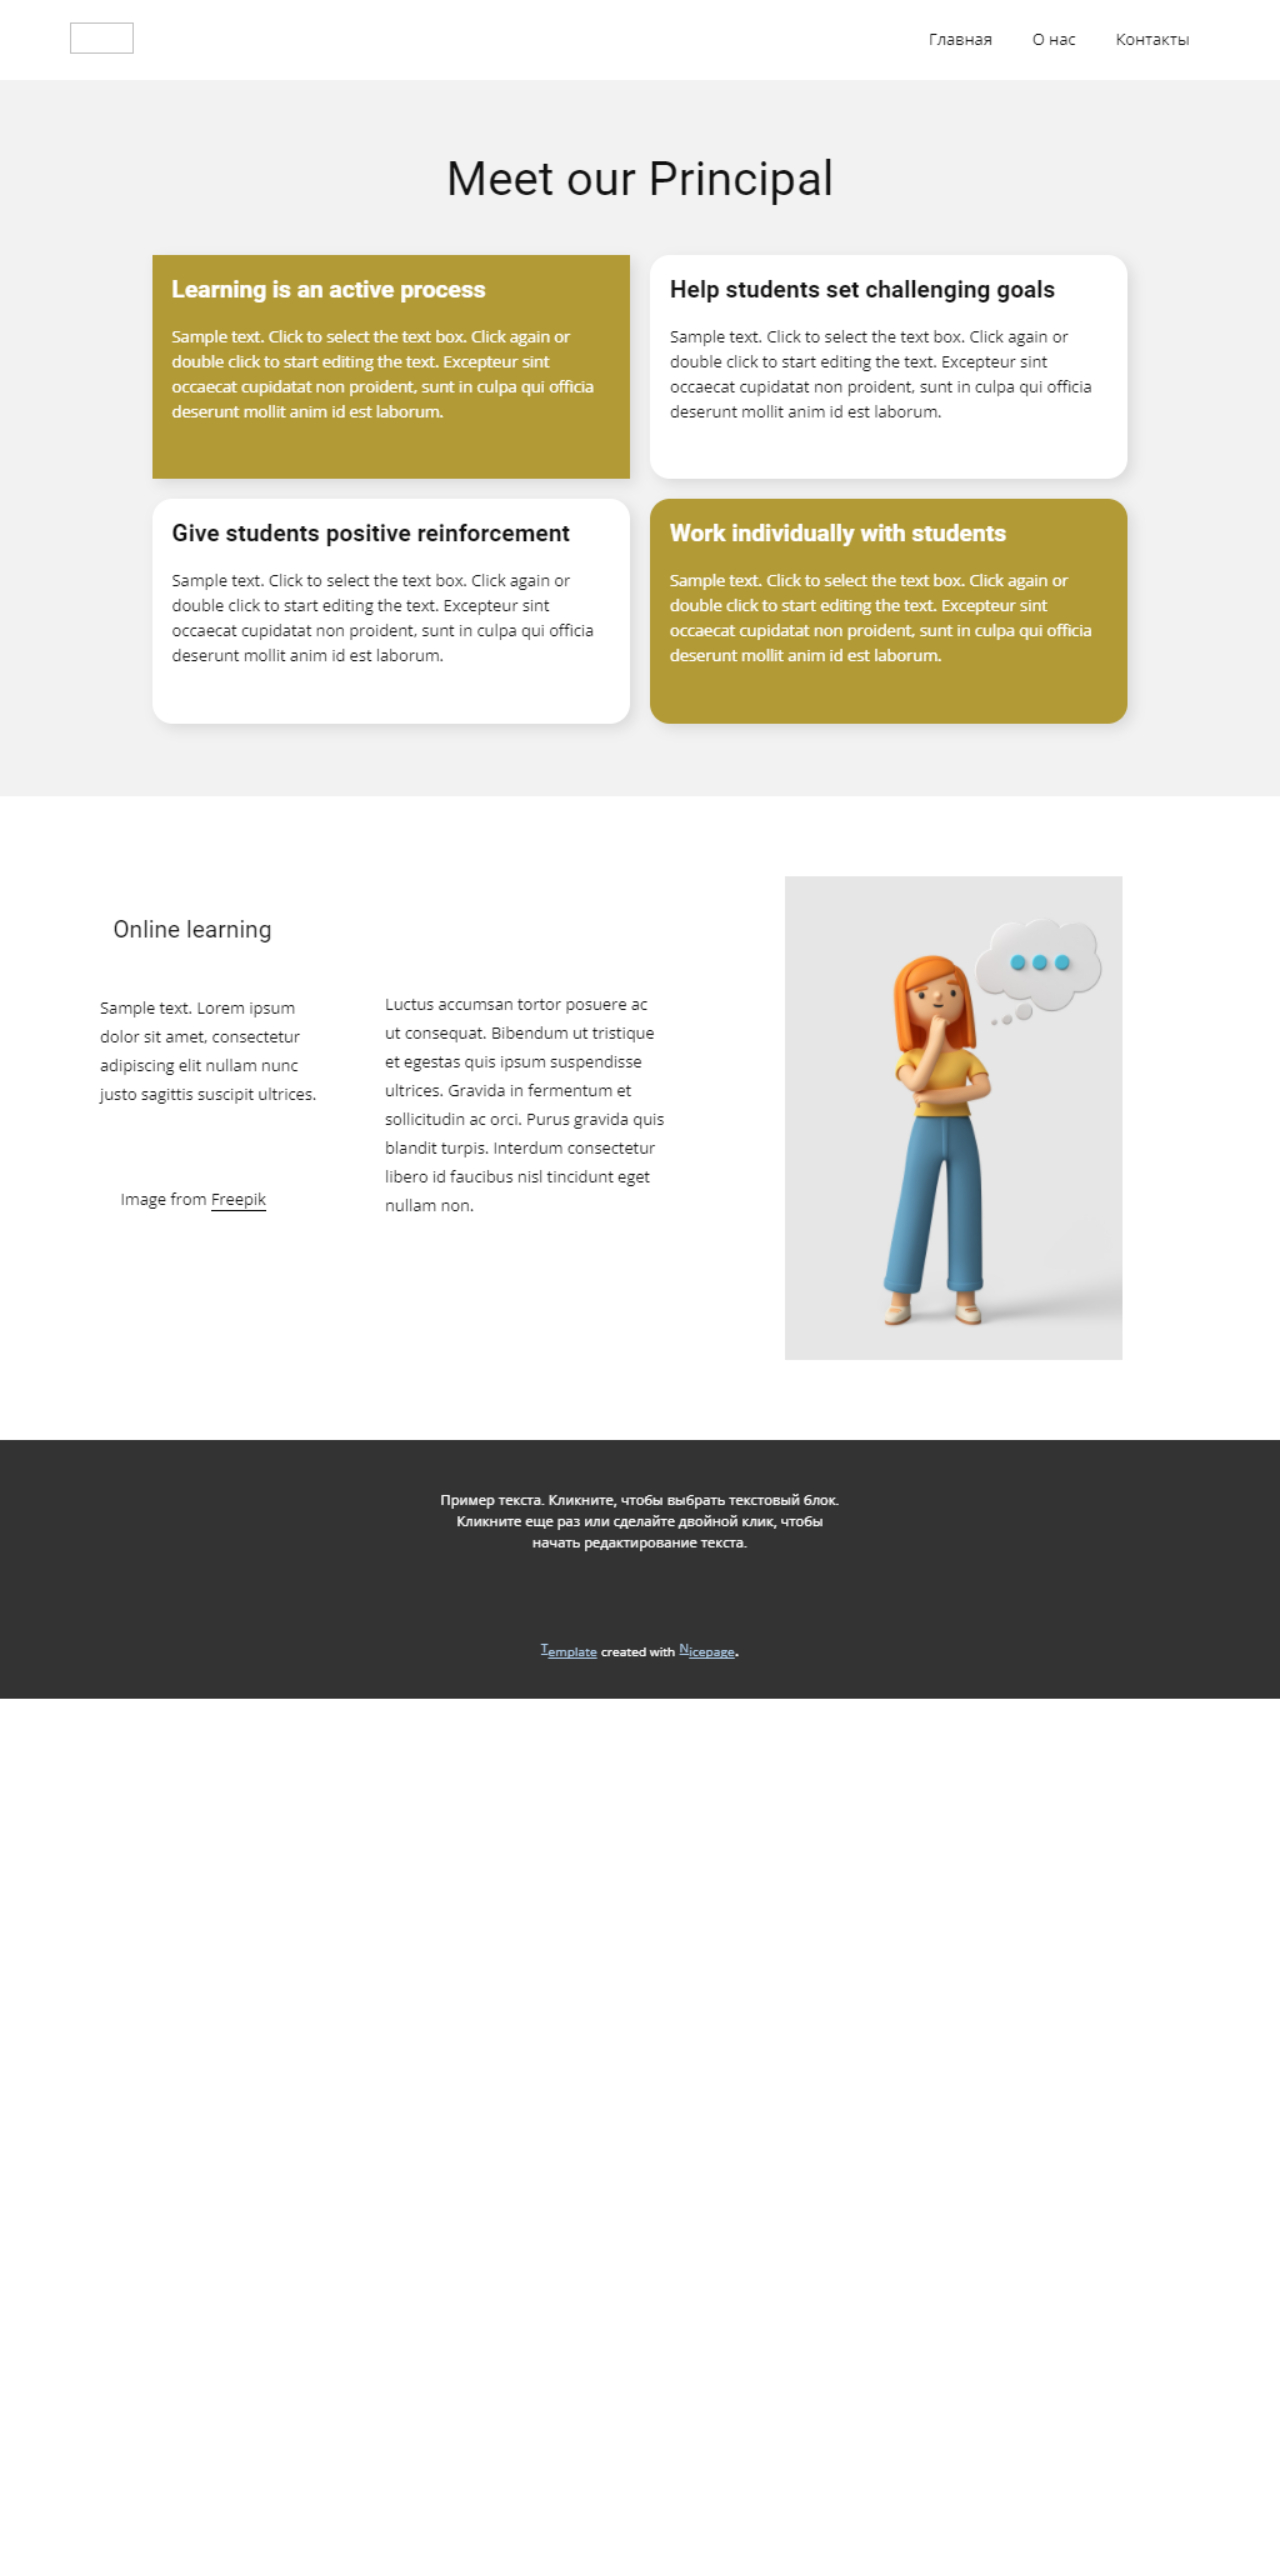 Главная О нас Контакты
Meet our Principal
Learning is an active process
Sample text. Click to select the text box. Click again or
double click to start editing the text. Excepteur sint
occaecat cupidatat non proident, sunt in culpa qui officia
deserunt mollit anim id est laborum.
Help students set challenging goals
Sample text. Click to select the text box. Click again or
double click to start editing the text. Excepteur sint
occaecat cupidatat non proident, sunt in culpa qui officia
deserunt mollit anim id est laborum.
Give students positive reinforcement
Sample text. Click to select the text box. Click again or
double click to start editing the text. Excepteur sint
occaecat cupidatat non proident, sunt in culpa qui officia
deserunt mollit anim id est laborum.
Work individually with students
Sample text. Click to select the text box. Click again or
double click to start editing the text. Excepteur sint
occaecat cupidatat non proident, sunt in culpa qui officia
deserunt mollit anim id est laborum.
Online learning
Sample text. Lorem ipsum
dolor sit amet, consectetur
adipiscing elit nullam nunc
justo sagittis suscipit ultrices.
Image from Freepik
Luctus accumsan tortor posuere ac
ut consequat. Bibendum ut tristique
et egestas quis ipsum suspendisse
ultrices. Gravida in fermentum et
sollicitudin ac orci. Purus gravida quis
blandit turpis. Interdum consectetur
libero id faucibus nisl tincidunt eget
nullam non.
Пример текста. Кликните, чтобы выбрать текстовый блок.
Кликните еще раз или сделайте двойной клик, чтобы
начать редактирование текста.
Template created with Nicepage.